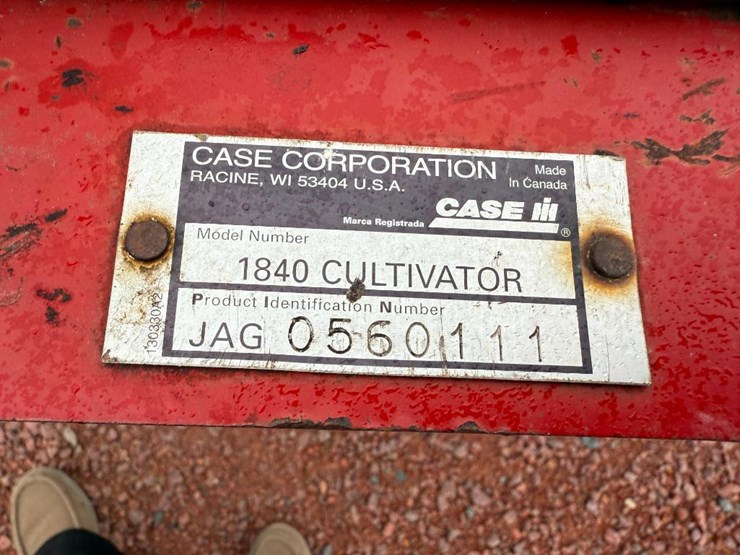 CASE CORPORATION
RACINE, WI 53404 U.S.A.
Made
In Canada
Marca Registrada
CASE IH
®
Model Number
1840 CULTIVATOR
Product Identification Number
JAG 0560111
1303330A2